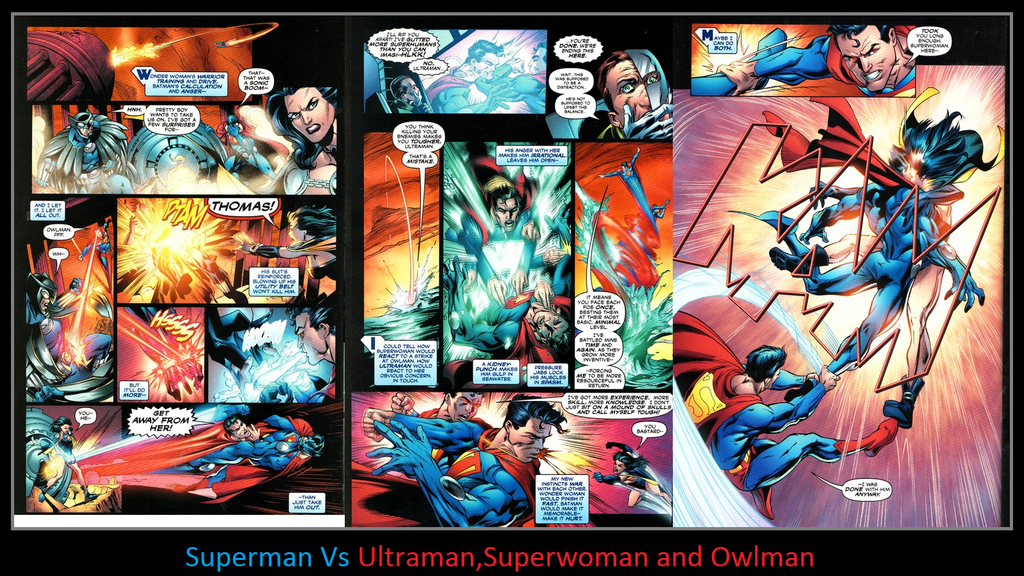 WONDER WOMAN'S WARRIOR
TRAINING AND DRIVE,
BATMAN'S CALCULATION
AND ANGER--
THAT--
THAT WAS
A SONIC
BOOM--
HNH.
PRETTY BOY
WANTS TO TAKE
US ON. I'VE GOT
A FEW SURPRISES
FOR--
AND I LET
IT. I LET IT
ALL OUT.
OWLMAN,
PFF.
WH--
FTAM
THOMAS!
HIS SUIT'S
REINFORCED.
BLOWING UP HIS
UTILITY BELT
WON'T KILL HIM.
HSSSS
BUT
IT'LL DO
MORE--
YOU--
HE--
GET
AWAY FROM
HER!
--THAN
JUST TAKE
HIM OUT.
I'LL RIP YOU
APART! I'VE GUTTED
MORE SUPERHUMANS
THAN YOU CAN
IMAGI--HLKK!
NO,
ULTRAMAN..
YOU'RE
DONE. WE'RE
ENDING THIS
HERE.
WAIT. THIS
WAS SUPPOSED
TO BE A
DISTRACTION...
HE'S NOT
SUPPOSED TO
UPSET THE
BALANCE...
YOU THINK
KILLING YOUR
ENEMIES MAKES
YOU TOUGHER,
ULTRAMAN.
THAT'S A
MISTAKE.
I COULD TELL HOW
SUPERWOMAN WOULD
REACT TO A STRIKE
AT OWLMAN. HOW
ULTRAMAN WOULD
REACT TO HER
OBVIOUS CONCERN.
IN TOUCH.
HIS ANGER WITH HER
MAKES HIM IRRATIONAL.
LEAVES HIM OPEN--
A KIDNEY-
PUNCH MAKES
HIM GULP IN
SEAWATER.
PRESSURE
JABS LOCK
HIS MUSCLES
IN SPASM.
IT MEANS
YOU FACE EACH
FOR ONCE,
BESTING THEM
AT THEIR MOST
BASIC, MINIMAL
LEVEL.
I'VE
BATTLED MINE
TIME AND
AGAIN. AS THEY
GROW MORE
INVENTIVE--
--FORCING
ME TO BE MORE
RESOURCEFUL IN
RETURN.
I'VE GOT MORE EXPERIENCE. MORE
SKILL. MORE KNOWLEDGE. I DON'T
JUST SIT ON A MOUND OF SKULLS
AND CALL MYSELF TOUGH!
YOU
BASTARD--
MY NEW
INSTINCTS WAR
WITH EACH OTHER.
WONDER WOMAN
WOULD FINISH IT
FAST. BATMAN
WOULD MAKE IT
MEMORABLE--
MAKE IT HURT.
MAYBE I
CAN DO
BOTH.
TOOK
YOU LONG
ENOUGH,
SUPERWOMAN
HERE--
--I WAS
DONE WITH HIM
ANYWAY.
Superman Vs Ultraman,Superwoman and Owlman